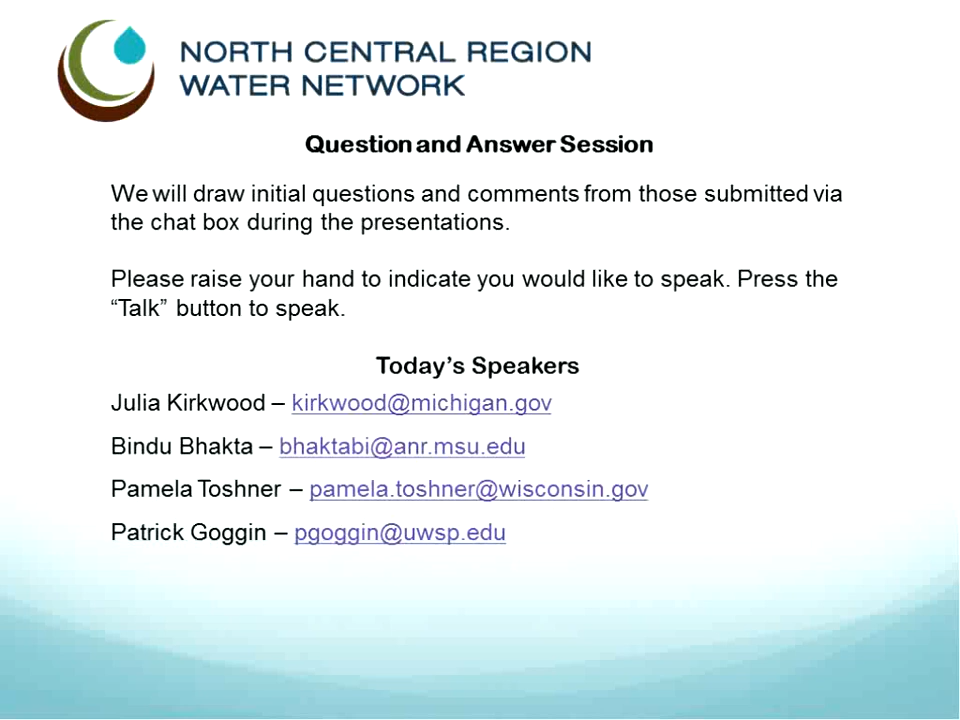 NORTH CENTRAL REGION
WATER NETWORK
Question and Answer Session
We will draw initial questions and comments from those submitted via
the chat box during the presentations.
Please raise your hand to indicate you would like to speak. Press the
“Talk” button to speak.
Today’s Speakers
Julia Kirkwood – kirkwood@michigan.gov
Bindu Bhakta – bhaktabi@anr.msu.edu
Pamela Toshner – pamela.toshner@wisconsin.gov
Patrick Goggin – pgoggin@uwsp.edu